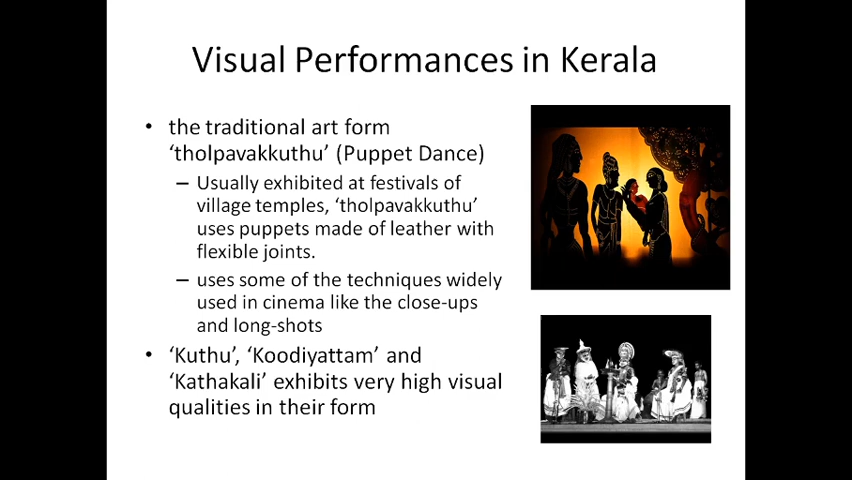 Visual Performances in Kerala
• the traditional art form
‘tholpavakkuthu’ (Puppet Dance)
– Usually exhibited at festivals of
village temples, ‘tholpavakkuthu’
uses puppets made of leather with
flexible joints.
– uses some of the techniques widely
used in cinema like the close-ups
and long-shots
• ‘Kuthu’, ‘Koodiyattam’ and
‘Kathakali’ exhibits very high visual
qualities in their form